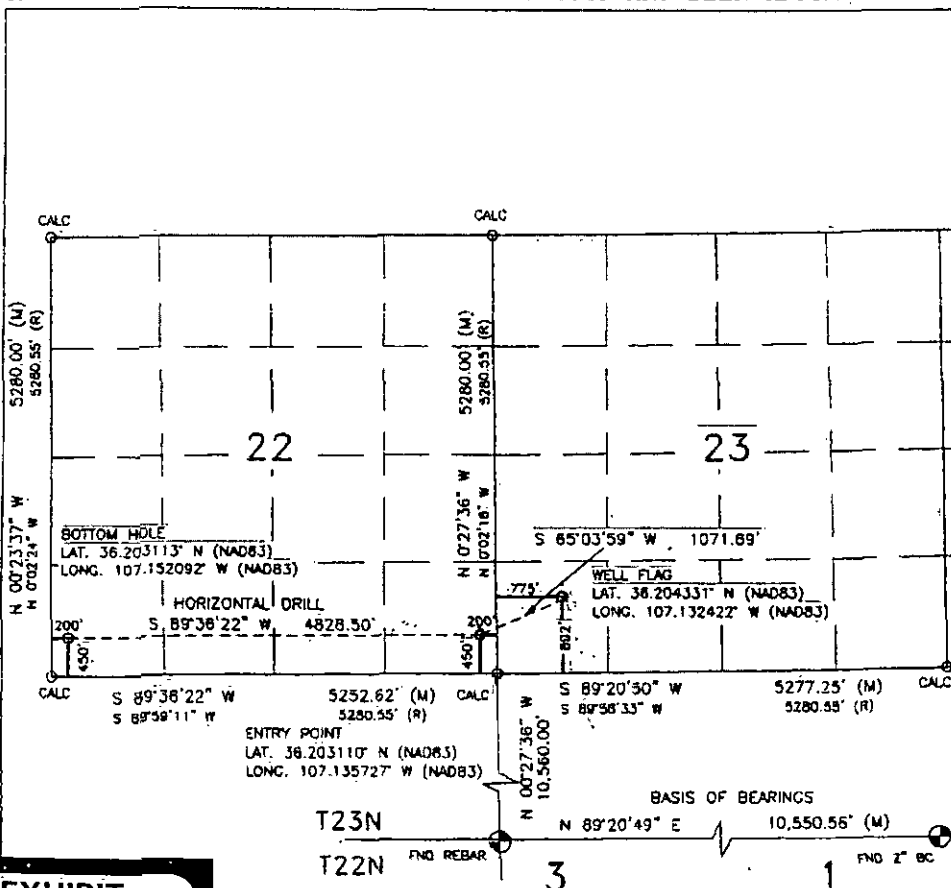 CALC
CALC
5280.00' (M)
5280.55' (R)
N 00°23'37" W
N 0°02'24" W
5280.00' (M)
5280.55' (R)
N 0°27'36" W
N 0°02'18" W
22
23
BOTTOM HOLE
LAT. 36.203113° N (NAD83)
LONG. 107.152092° W (NAD83)
S 65°03'59" W 1071.69'
WELL FLAG
LAT. 36.204331° N (NAD83)
LONG. 107.132422° W (NAD83)
775'
802'
HORIZONTAL DRILL
S 89°38'22" W 4828.50'
200'
450'
200'
450'
CALC
S 89°38'22" W 5252.62' (M)
S 89°59'11" W 5280.55' (R)
CALC
S 89°20'50" W 5277.25' (M)
S 89°58'33" W 5280.55' (R)
CALC
ENTRY POINT
LAT. 36.203110° N (NAD83)
LONG. 107.135727° W (NAD83)
N 00°27'36" W
10,560.00'
BASIS OF BEARINGS
N 89°20'49" E 10,550.56' (M)
T23N
T22N
FND REBAR
3
1
FND 2" BC
EXHIBIT